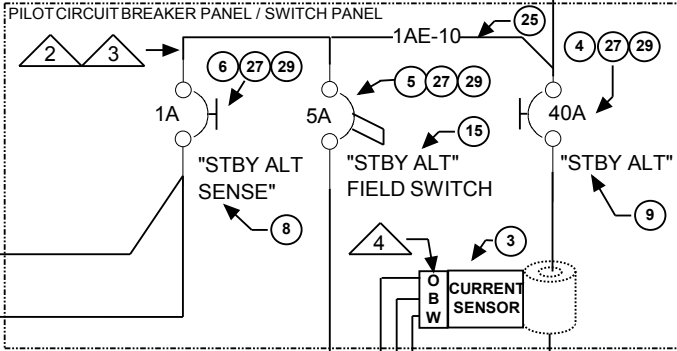 PILOT CIRCUIT BREAKER PANEL / SWITCH PANEL
25
1AE-10
2 3
6 27 29
4 27 29
5 27 29
1A
5A
40A
15
"STBY ALT
SENSE"
"STBY ALT"
FIELD SWITCH
"STBY ALT"
8
9
4
3
O
B
W
CURRENT
SENSOR